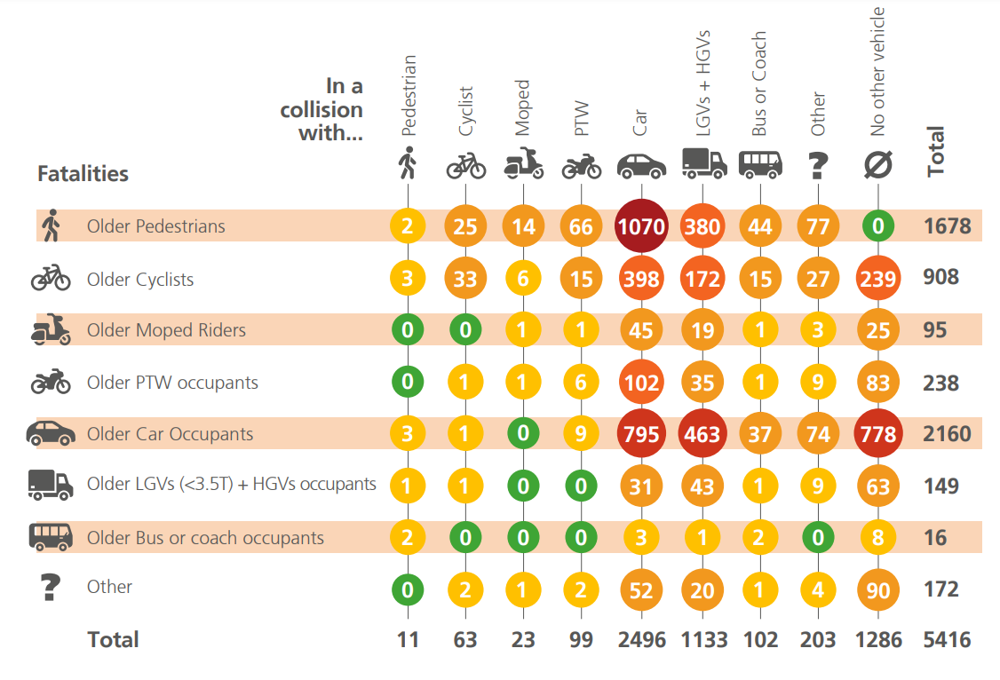 In a
collision
with...
Pedestrian
Cyclist
Moped
PTW
Car
LGVs + HGVs
Bus or Coach
Other
No other vehicle
Total
Fatalities
?
Older Pedestrians 2 25 14 66 1070 380 44 77 0 1678
Older Cyclists 3 33 6 15 398 172 15 27 239 908
Older Moped Riders 0 0 1 1 45 19 1 3 25 95
Older PTW occupants 0 1 1 6 102 35 1 9 83 238
Older Car Occupants 3 1 0 9 795 463 37 74 778 2160
Older LGVs (<3.5T) + HGVs occupants 1 1 0 0 31 43 1 9 63 149
Older Bus or coach occupants 2 0 0 0 3 1 2 0 8 16
? Other 0 2 1 2 52 20 1 4 90 172
Total 11 63 23 99 2496 1133 102 203 1286 5416